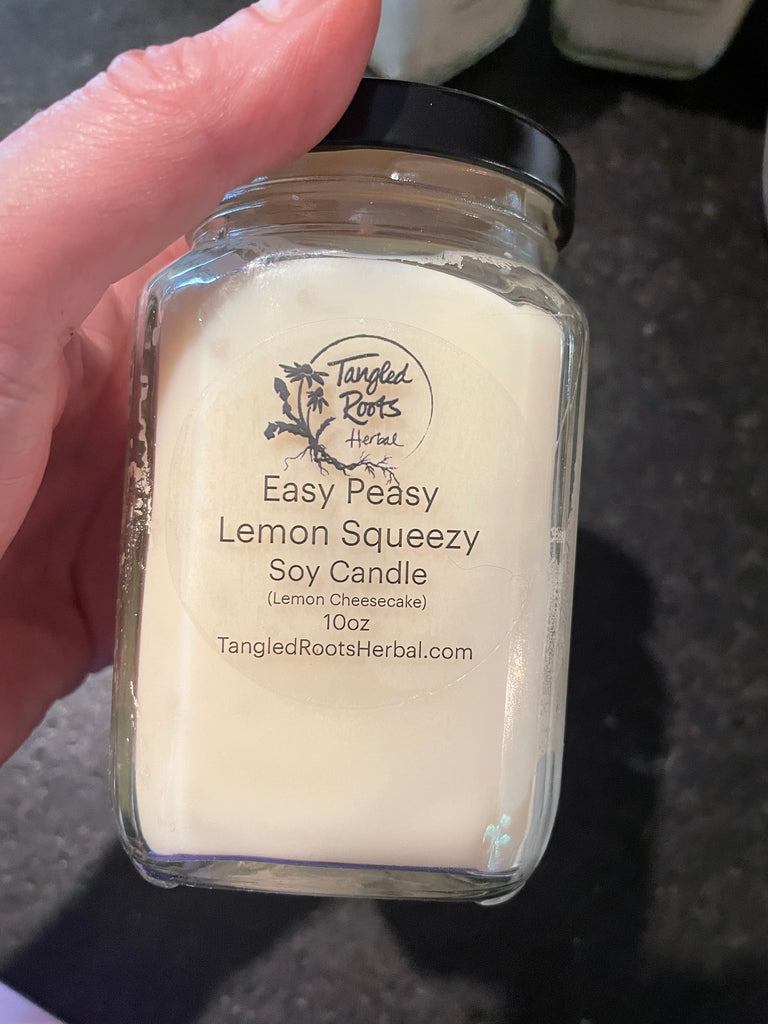 Tangled
Roots
Herbal
Easy Peasy
Lemon Squeezy
Soy Candle
(Lemon Cheesecake)
10oz
TangledRootsHerbal.com